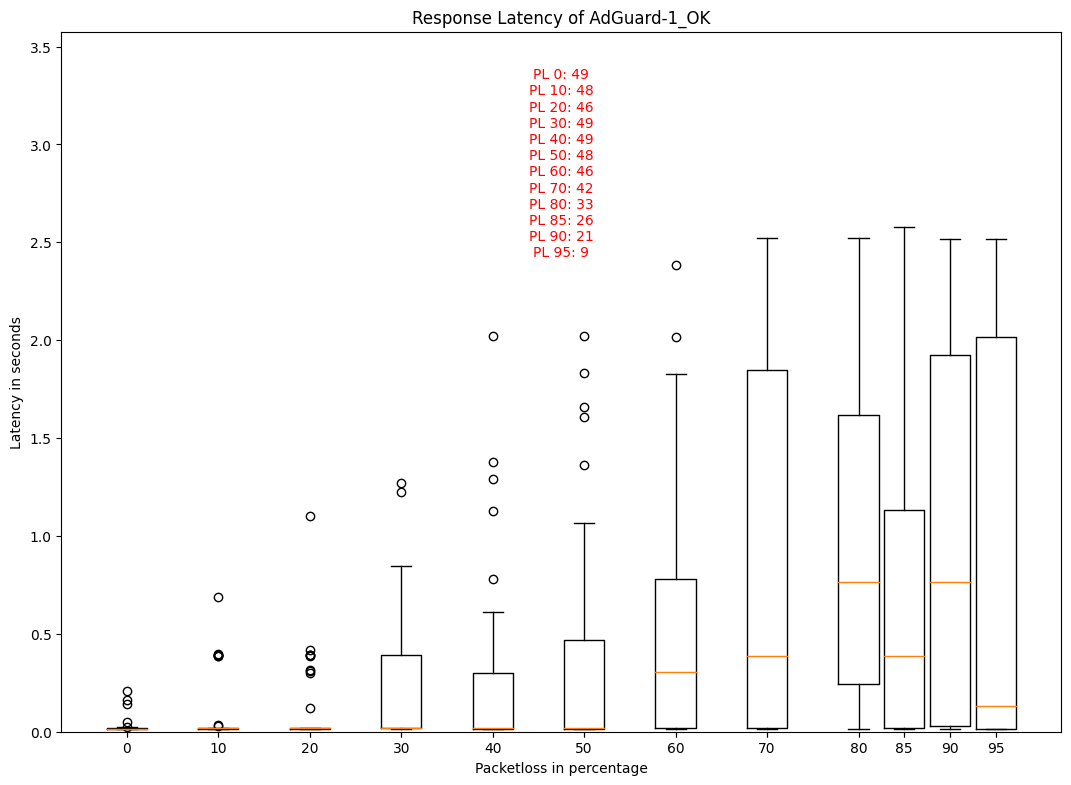 Response Latency of AdGuard-1_OK
3.5
3.0
2.5
2.0
1.5
1.0
0.5
0.0
Latency in seconds
PL 0: 49
PL 10: 48
PL 20: 46
PL 30: 49
PL 40: 49
PL 50: 48
PL 60: 46
PL 70: 42
PL 80: 33
PL 85: 26
PL 90: 21
PL 95: 9
0 10 20 30 40 50 60 70 80 85 90 95
Packetloss in percentage